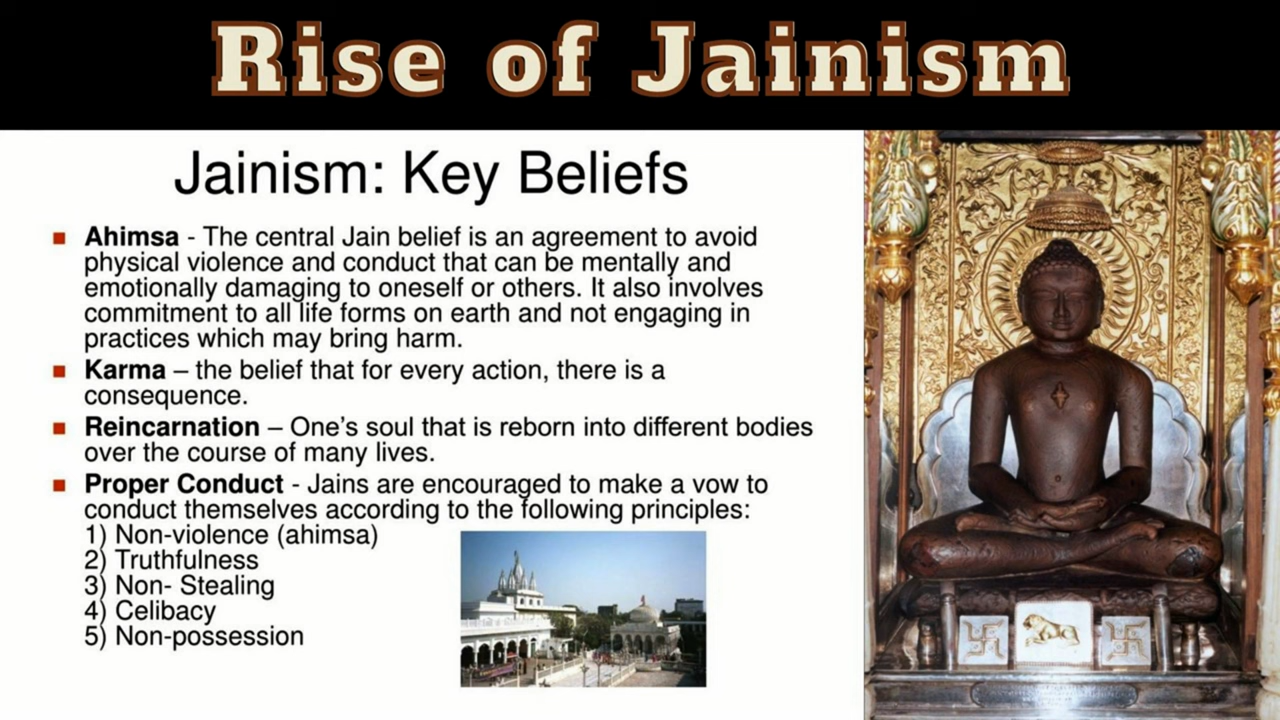 Rise of Jainism
Jainism: Key Beliefs
Ahimsa - The central Jain belief is an agreement to avoid
physical violence and conduct that can be mentally and
emotionally damaging to oneself or others. It also involves
commitment to all life forms on earth and not engaging in
practices which may bring harm.
Karma – the belief that for every action, there is a
consequence.
Reincarnation – One's soul that is reborn into different bodies
over the course of many lives.
Proper Conduct - Jains are encouraged to make a vow to
conduct themselves according to the following principles:
1) Non-violence (ahimsa)
2) Truthfulness
3) Non- Stealing
4) Celibacy
5) Non-possession